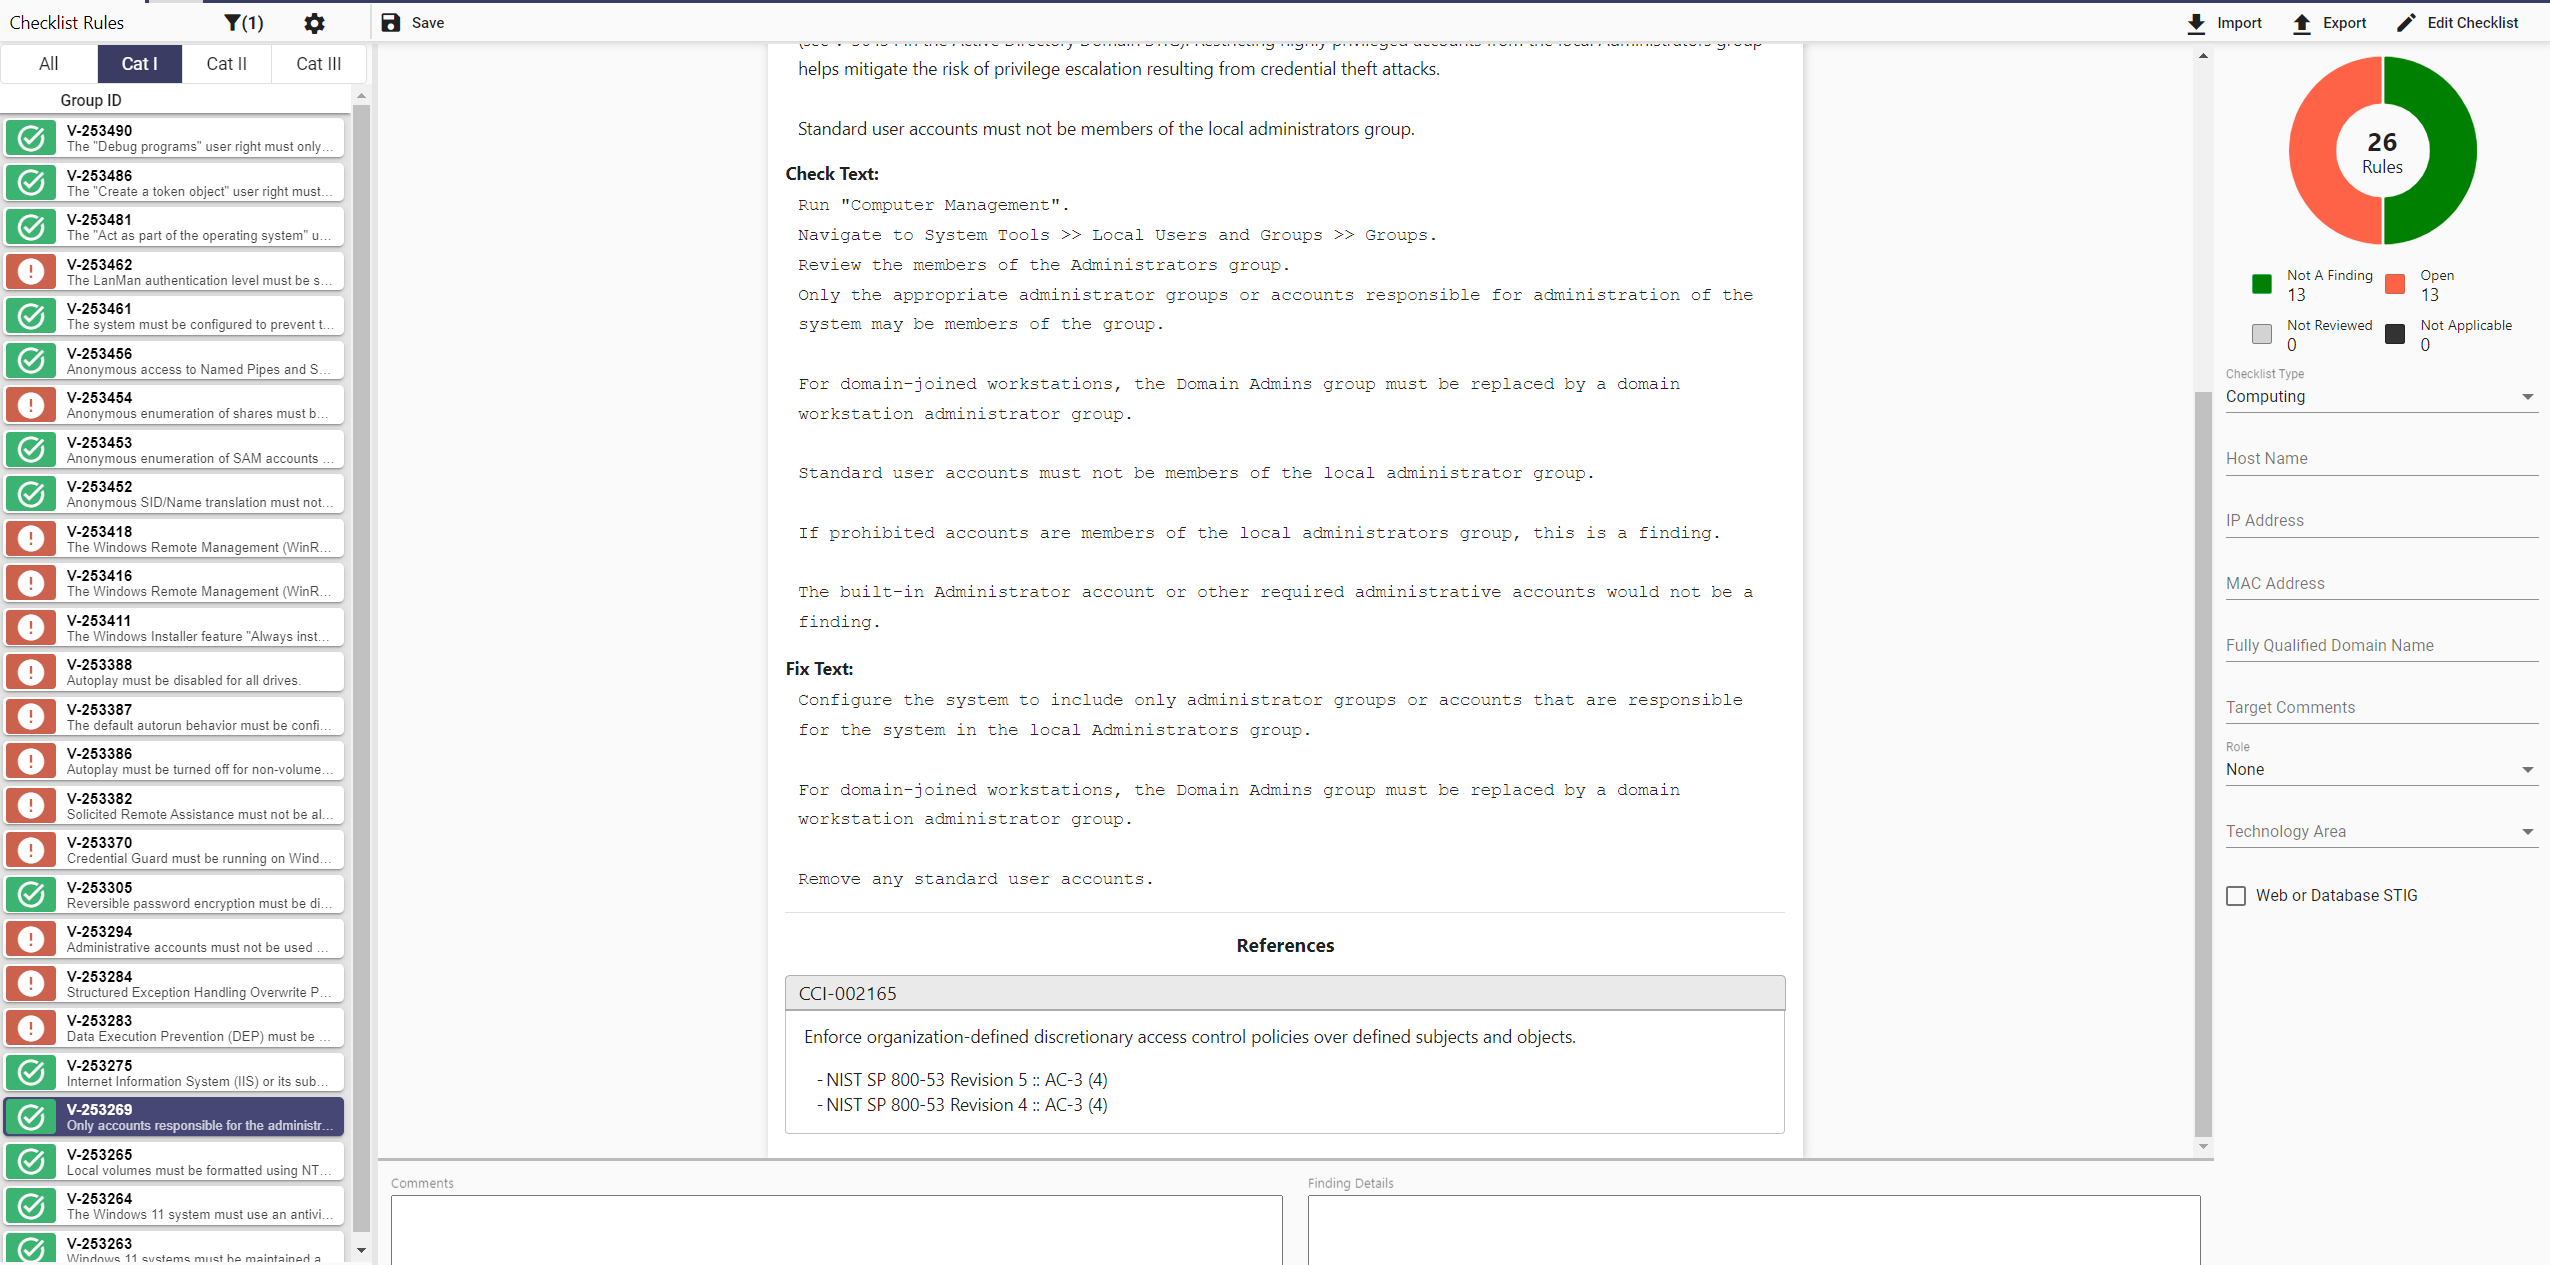 Checklist Rules
(1)
Save
Import
Export
Edit Checklist
All
Cat I
Cat II
Cat III
Group ID
V-253490
The "Debug programs" user right must only...
V-253486
The "Create a token object" user right must...
V-253481
The "Act as part of the operating system" u...
V-253462
The LanMan authentication level must be s...
V-253461
The system must be configured to prevent t...
V-253456
Anonymous access to Named Pipes and S...
V-253454
Anonymous enumeration of shares must b...
V-253453
Anonymous enumeration of SAM accounts ...
V-253452
Anonymous SID/Name translation must not...
V-253418
The Windows Remote Management (WinR...
V-253416
The Windows Remote Management (WinR...
V-253411
The Windows Installer feature "Always inst...
V-253388
Autoplay must be disabled for all drives.
V-253387
The default autorun behavior must be confi...
V-253386
Autoplay must be turned off for non-volume...
V-253382
Solicited Remote Assistance must not be al...
V-253370
Credential Guard must be running on Wind...
V-253305
Reversible password encryption must be di...
V-253294
Administrative accounts must not be used ...
V-253284
Structured Exception Handling Overwrite P...
V-253283
Data Execution Prevention (DEP) must be ...
V-253275
Internet Information System (IIS) or its sub...
V-253269
Only accounts responsible for the administr...
V-253265
Local volumes must be formatted using NT...
V-253264
The Windows 11 system must use an antivi...
V-253263
Windows 11 systems must be maintained a
in the Active Directory Domain STIG). Restricting highly privileged accounts from the local Administrators group
helps mitigate the risk of privilege escalation resulting from credential theft attacks.
Standard user accounts must not be members of the local administrators group.
Check Text:
Run "Computer Management".
Navigate to System Tools >> Local Users and Groups >> Groups.
Review the members of the Administrators group.
Only the appropriate administrator groups or accounts responsible for administration of the
system may be members of the group.
For domain-joined workstations, the Domain Admins group must be replaced by a domain
workstation administrator group.
Standard user accounts must not be members of the local administrator group.
If prohibited accounts are members of the local administrators group, this is a finding.
The built-in Administrator account or other required administrative accounts would not be a
finding.
Fix Text:
Configure the system to include only administrator groups or accounts that are responsible
for the system in the local Administrators group.
For domain-joined workstations, the Domain Admins group must be replaced by a domain
workstation administrator group.
Remove any standard user accounts.
References
CCI-002165
Enforce organization-defined discretionary access control policies over defined subjects and objects.
- NIST SP 800-53 Revision 5 :: AC-3 (4)
- NIST SP 800-53 Revision 4 :: AC-3 (4)
Comments
Finding Details
26
Rules
Not A Finding
13
Open
13
Not Reviewed
0
Not Applicable
0
Checklist Type
Computing
Host Name
IP Address
MAC Address
Fully Qualified Domain Name
Target Comments
Role
None
Technology Area
Web or Database STIG